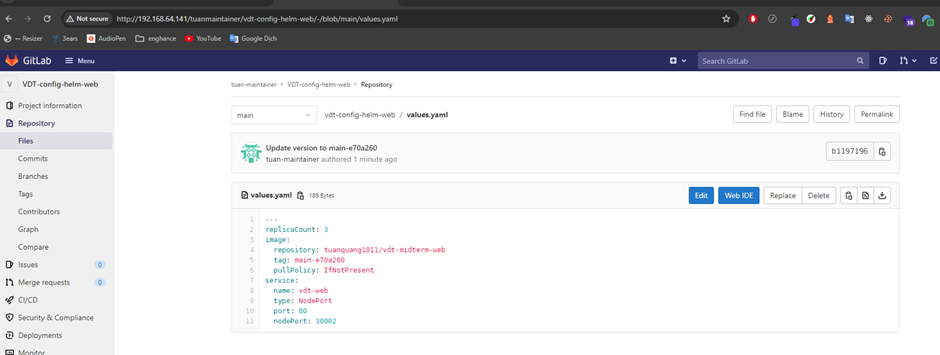 Not secure http://192.168.64.141/tuanmaintainer/vdt-config-helm-web/-/blob/main/values.yaml
Resizer 3ears AudioPen enghance YouTube Google Dịch 18
GitLab Menu Search GitLab
V VDT-config-helm-web
Project information
Repository
Files
Commits
Branches
Tags
Contributors
Graph
Compare
Issues 0
Merge requests 0
CI/CD
Security & Compliance
Deployments
Monitor
tuan-maintainer > VDT-config-helm-web > Repository
main vdt-config-helm-web / values.yaml Find file Blame History Permalink
Update version to main-e70a260
tuan-maintainer authored 1 minute ago b1197196
values.yaml 189 Bytes Edit Web IDE Replace Delete
1 ---
2 replicaCount: 3
3 image:
4 repository: tuanquang1811/vdt-midterm-web
5 tag: main-e70a260
6 pullPolicy: IfNotPresent
7 service:
8 name: vdt-web
9 type: NodePort
10 port: 80
11 nodePort: 30002